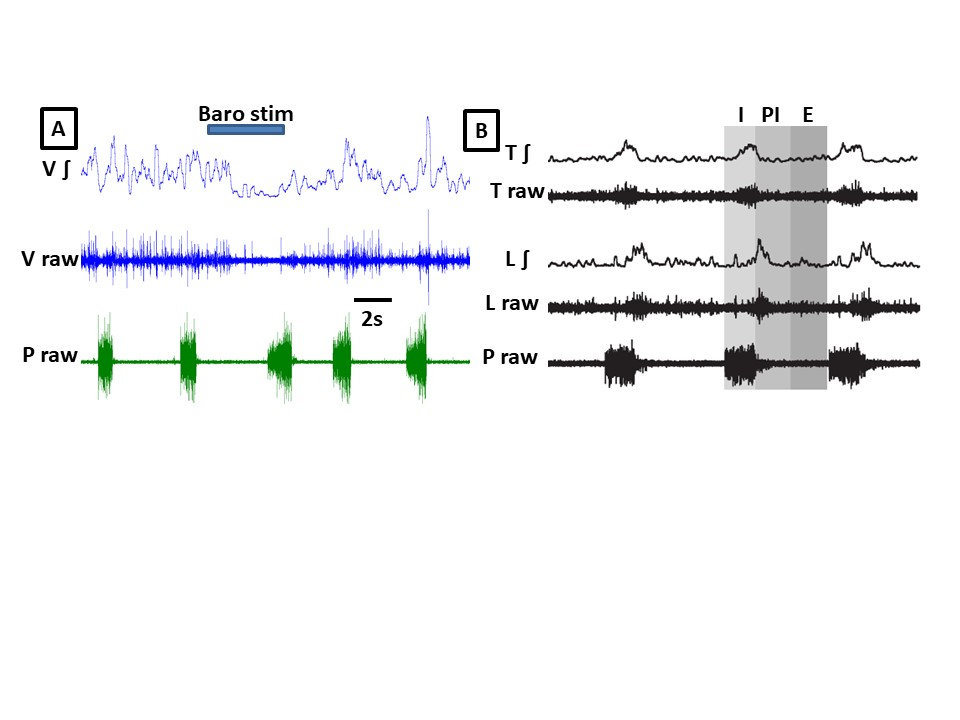 A
Baro stim
V ∫
V raw
2s
P raw
B
I PI E
T ∫
T raw
L ∫
L raw
P raw